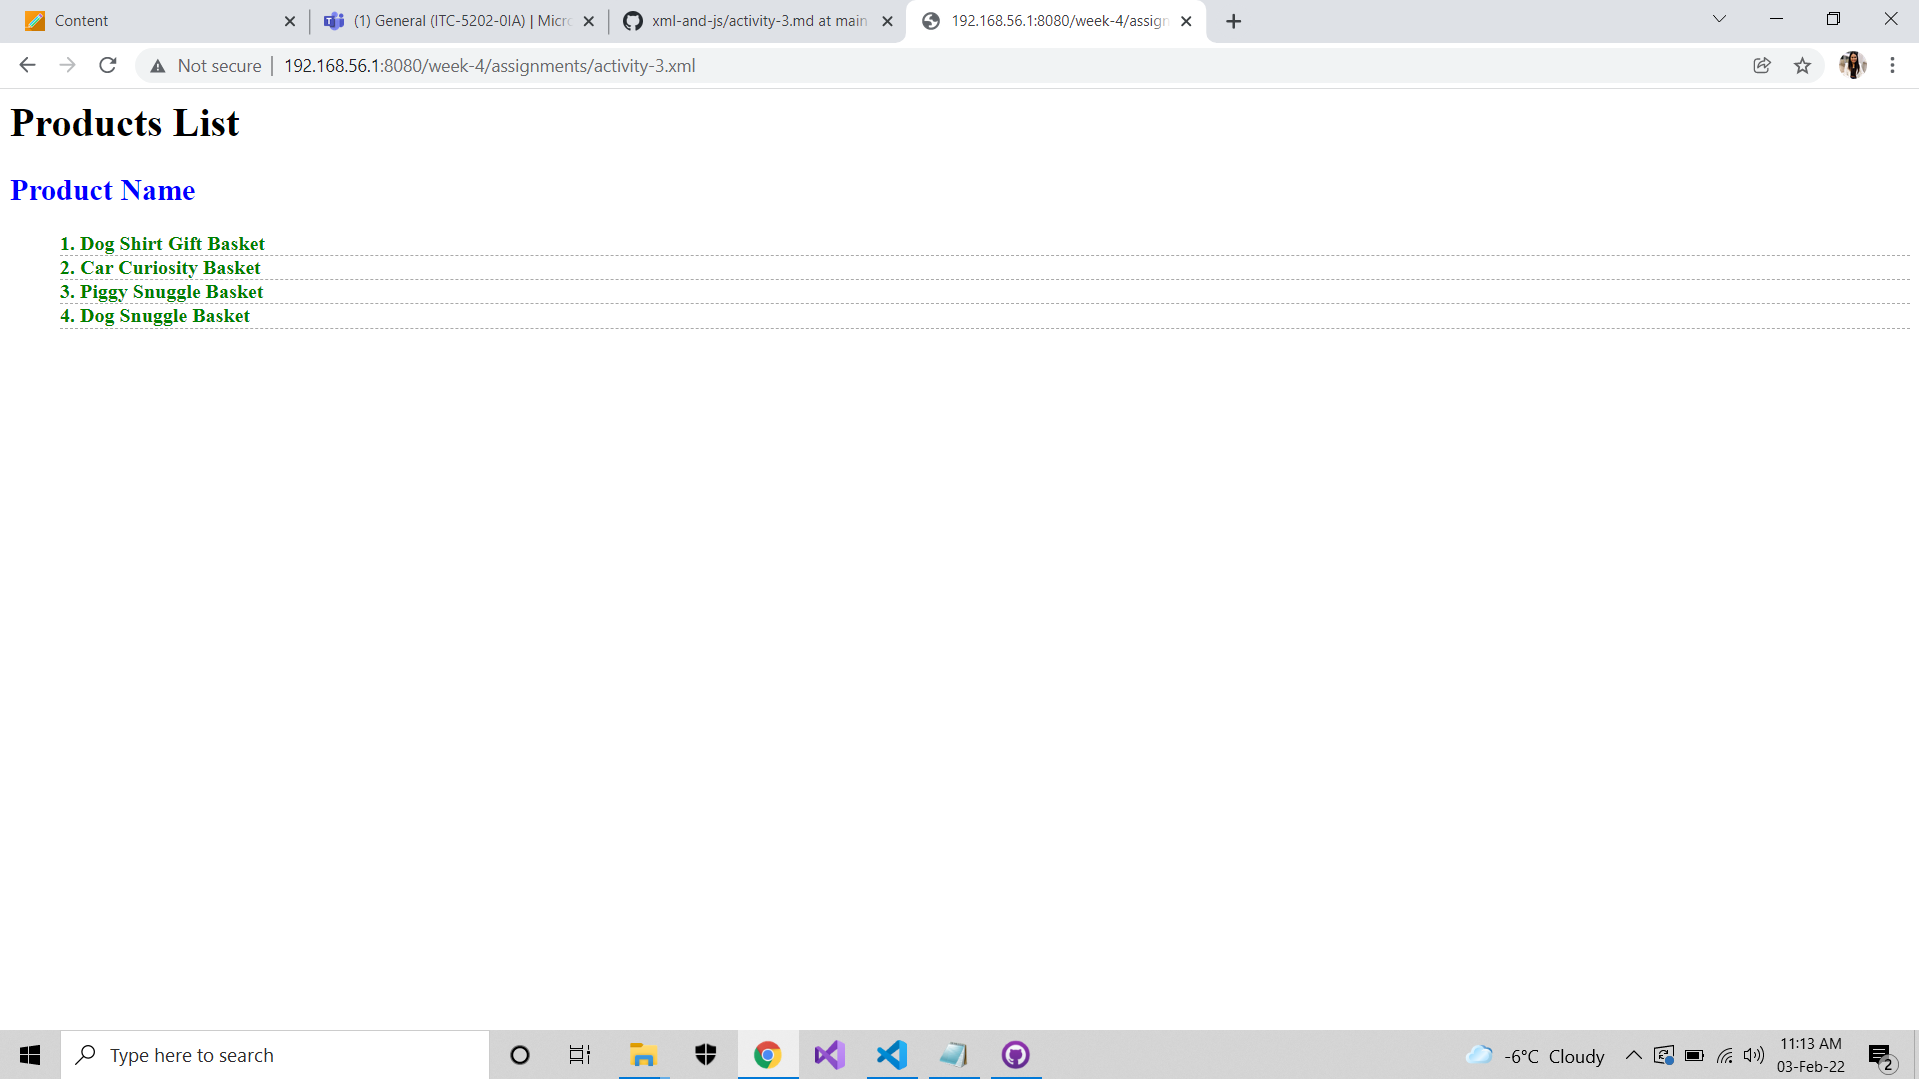 Content
(1) General (ITC-5202-0IA) | Micro
xml-and-js/activity-3.md at main
192.168.56.1:8080/week-4/assign
Not secure | 192.168.56.1:8080/week-4/assignments/activity-3.xml
Products List
Product Name
1. Dog Shirt Gift Basket
2. Car Curiosity Basket
3. Piggy Snuggle Basket
4. Dog Snuggle Basket
Type here to search
-6°C Cloudy
11:13 AM
03-Feb-22
2